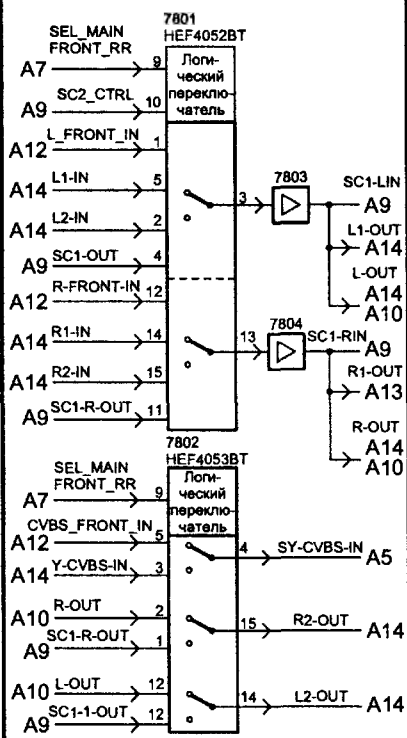 7801
HEF4052BT
SEL_MAIN
FRONT_RR
A7 9
Логи-
ческий
переклю-
чатель
SC2_CTRL
A9 10
L_FRONT_IN
A12 1
L1-IN
A14 5
L2-IN
A14 2
3
7803
SC1-LIN
A9
L1-OUT
A14
L-OUT
A14
A10
SC1-OUT
A9 4
R-FRONT-IN
A12 12
R1-IN
A14 14
R2-IN
A14 15
13
7804
SC1-RIN
A9
R1-OUT
A13
R-OUT
A14
A10
SC1-R-OUT
A9 11
7802
HEF4053BT
SEL_MAIN
FRONT_RR
A7 9
Логи-
ческий
переклю-
чатель
CVBS_FRONT_IN
A12 5
Y-CVBS-IN
A14 3
4 SY-CVBS-IN A5
R-OUT
A10 2
SC1-R-OUT
A9 1
15 R2-OUT A14
L-OUT
A10 12
SC1-1-OUT
A9 12
14 L2-OUT A14